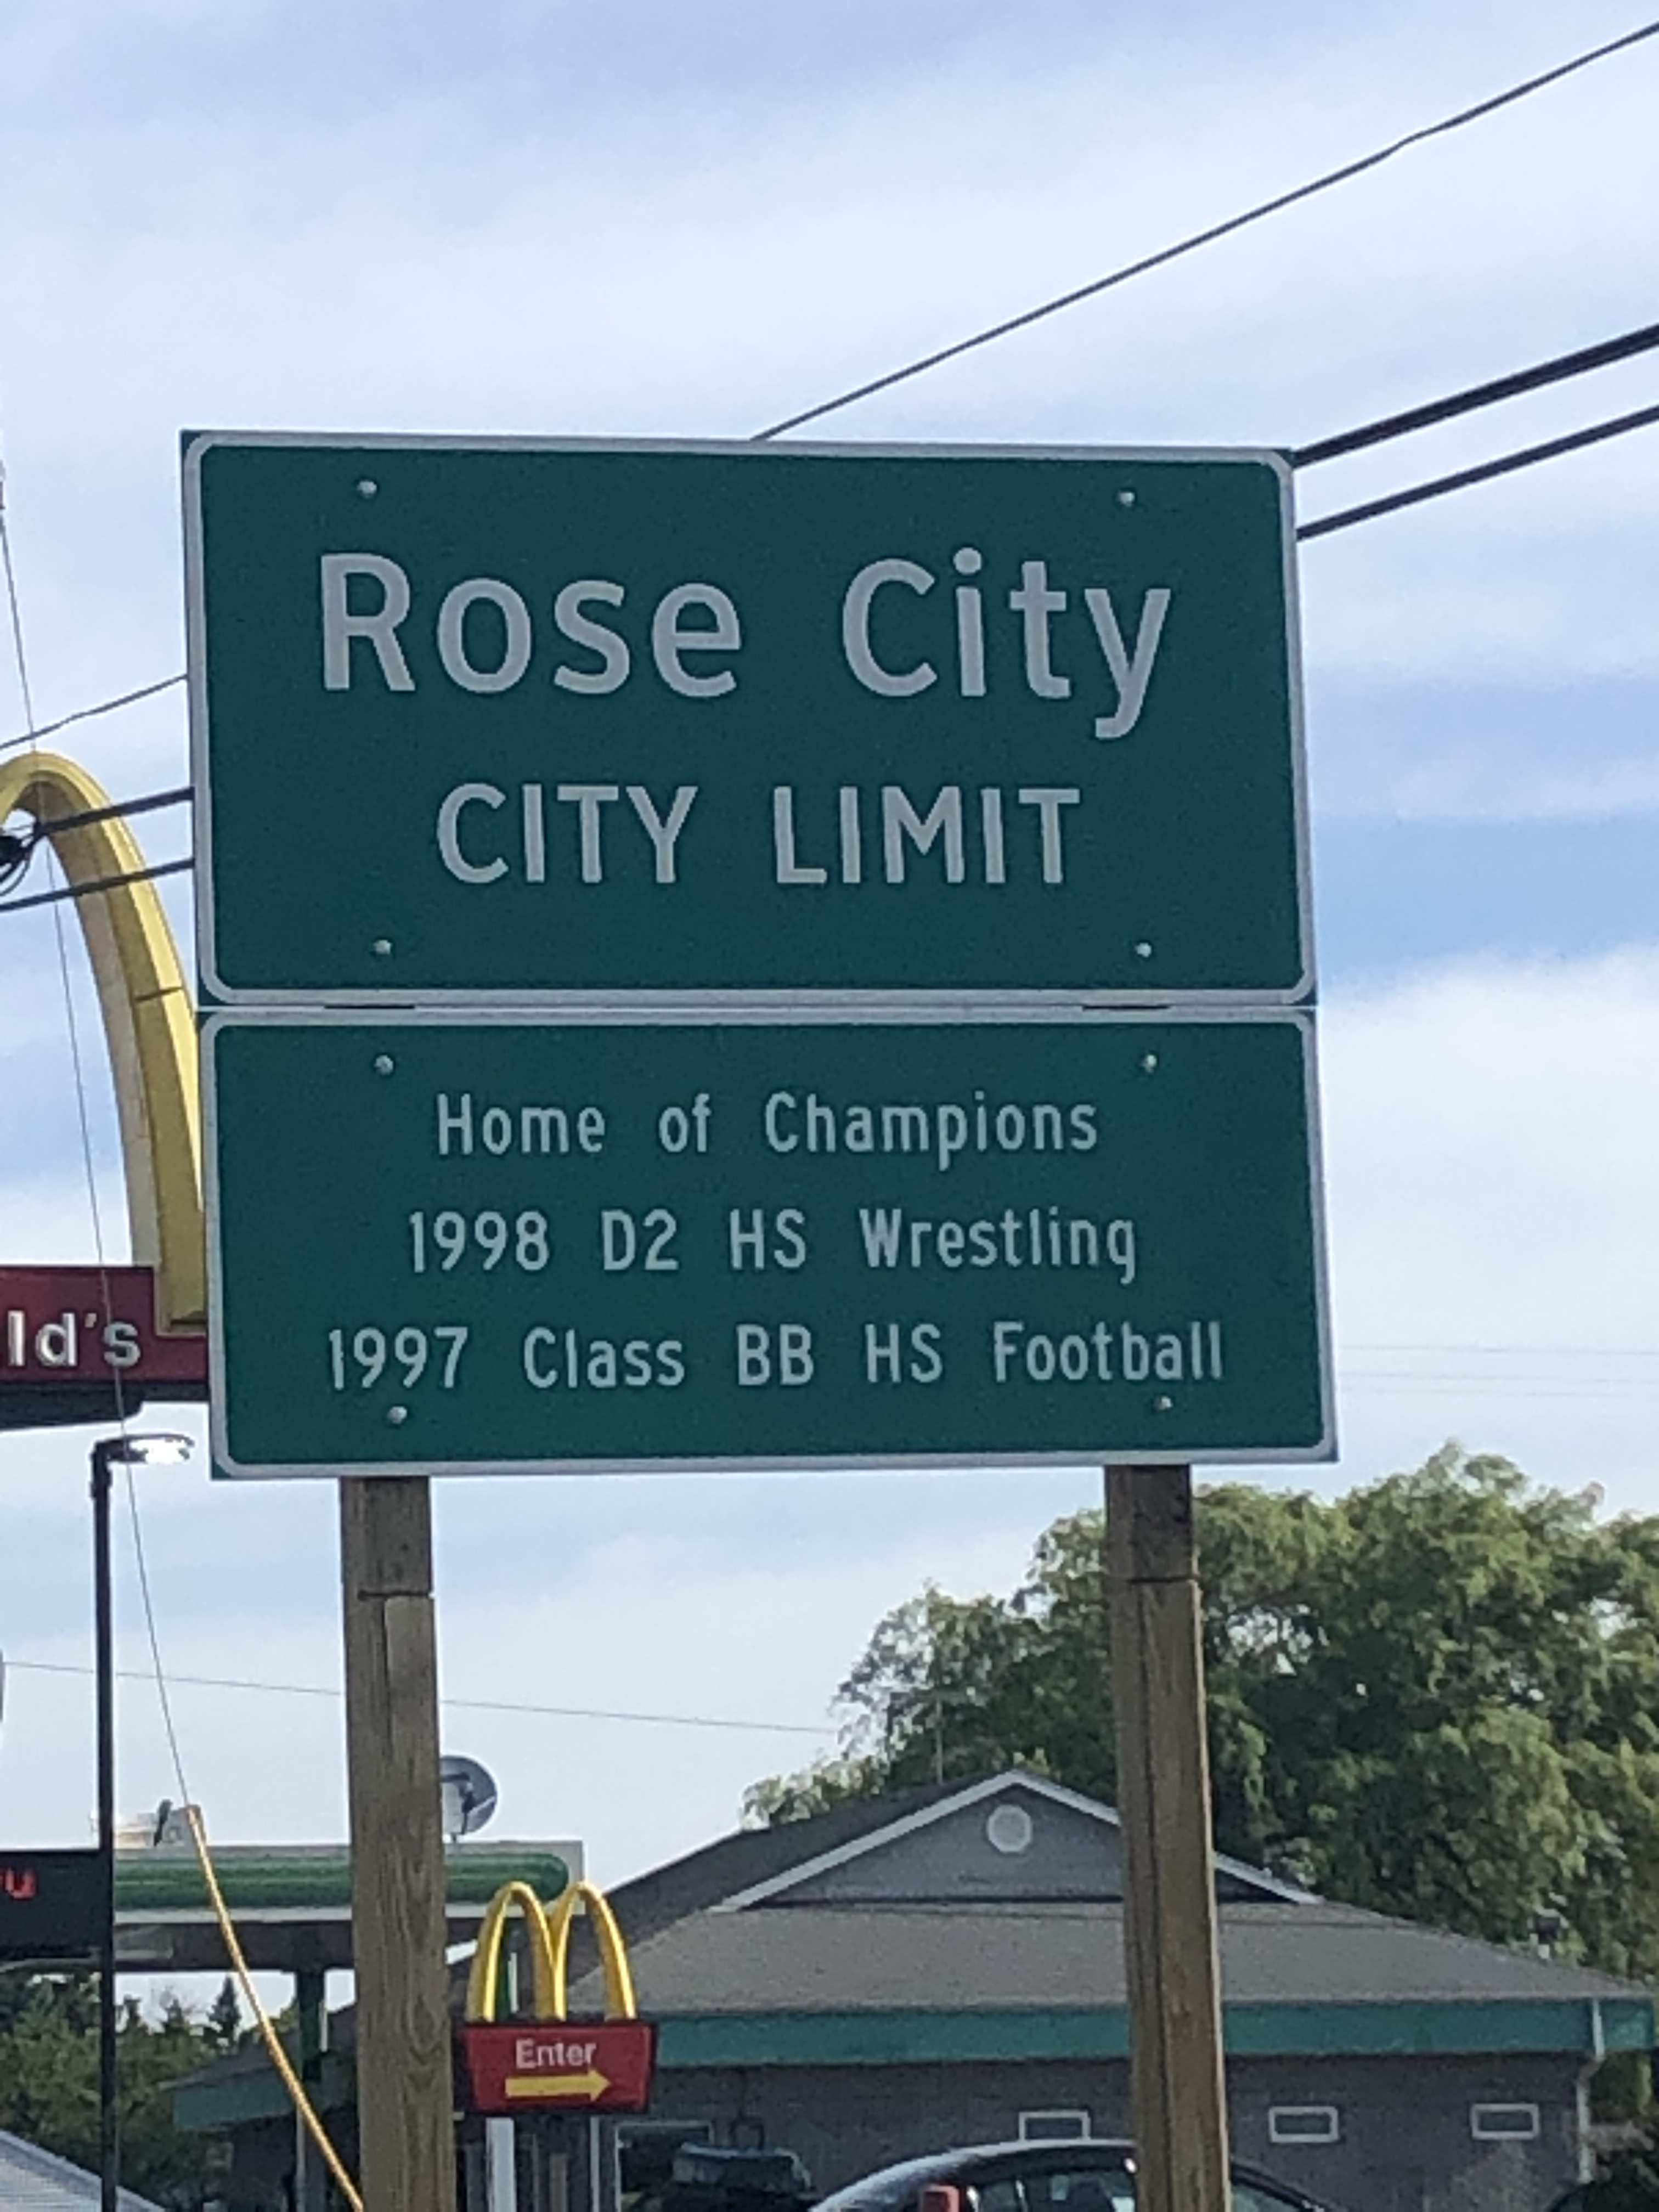 Rose City
CITY LIMIT
Home of Champions
1998 D2 HS Wrestling
1997 Class BB HS Football
ld's
Enter